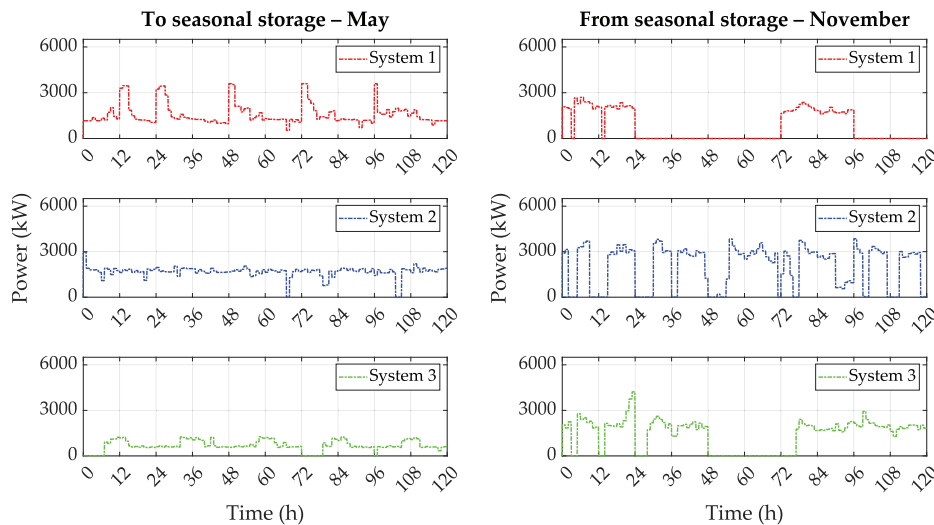 To seasonal storage – May
From seasonal storage – November
6000
3000
0
System 1
0 12 24 36 48 60 72 84 96 108 120
6000
3000
0
System 1
0 12 24 36 48 60 72 84 96 108 120
Power (kW)
6000
3000
0
System 2
0 12 24 36 48 60 72 84 96 108 120
Power (kW)
6000
3000
0
System 2
0 12 24 36 48 60 72 84 96 108 120
6000
3000
0
System 3
0 12 24 36 48 60 72 84 96 108 120
Time (h)
6000
3000
0
System 3
0 12 24 36 48 60 72 84 96 108 120
Time (h)